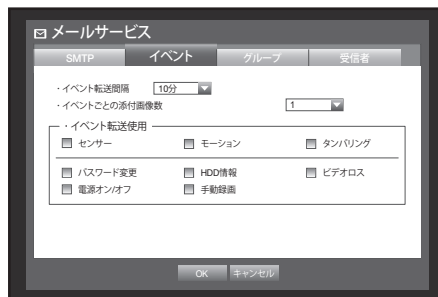 メールサービス
SMTP イベント グループ 受信者
・イベント転送間隔 10分
・イベントごとの添付画像数 1
・イベント転送使用
センサー モーション タンパリング
パスワード変更 HDD情報 ビデオロス
電源オン/オフ 手動録画
OK キャンセル